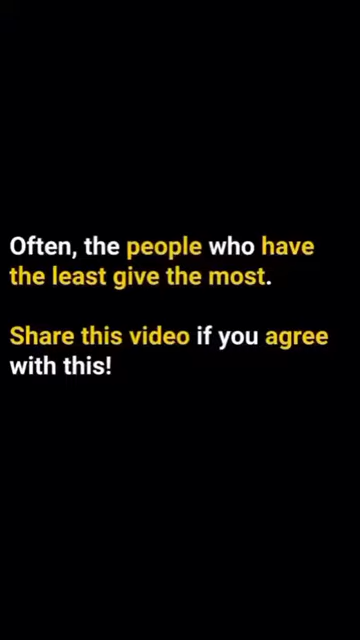 Often, the people who have
the least give the most.
Share this video if you agree
with this!